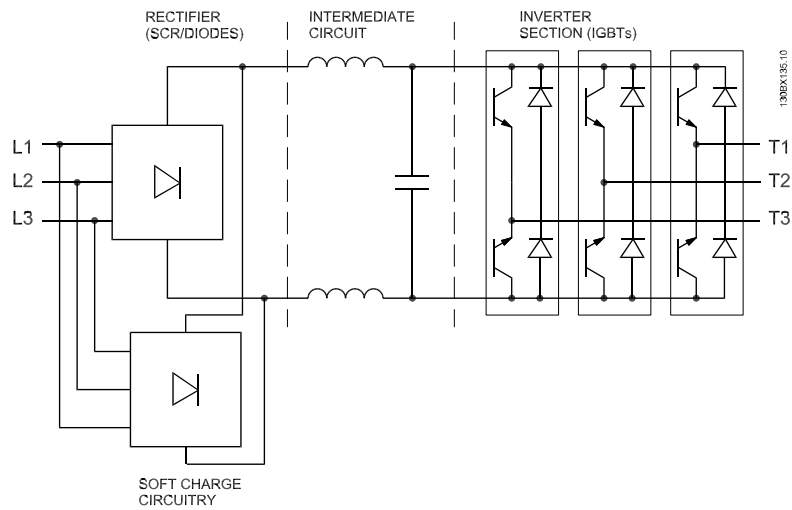 RECTIFIER
(SCR/DIODES)
INTERMEDIATE
CIRCUIT
INVERTER
SECTION (IGBTs)
130BX135.10
L1
L2
L3
T1
T2
T3
SOFT CHARGE
CIRCUITRY